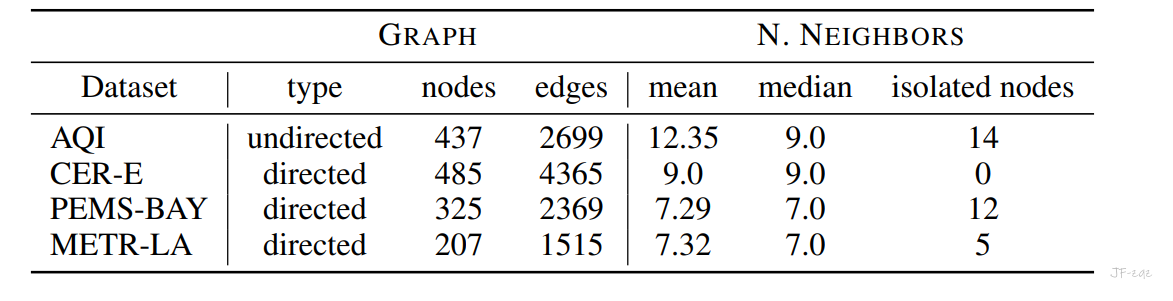 GRAPH N. NEIGHBORS
Dataset type nodes edges mean median isolated nodes
AQI undirected 437 2699 12.35 9.0 14
CER-E directed 485 4365 9.0 9.0 0
PEMS-BAY directed 325 2369 7.29 7.0 12
METR-LA directed 207 1515 7.32 7.0 5
JF-eqe